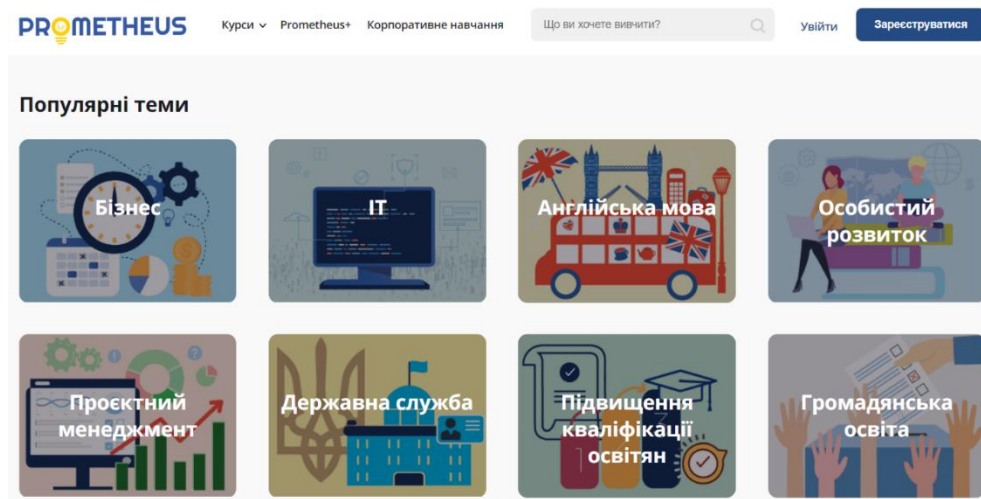 PROMETHEUS
Курси
Prometheus+
Корпоративне навчання
Що ви хочете вивчити?
Увійти
Зареєструватися
Популярні теми
Бізнес
IT
Англійська мова
Особистий
розвиток
Проєктний
менеджмент
Державна служба
Підвищення
кваліфікації
освітян
Громадянська
освіта